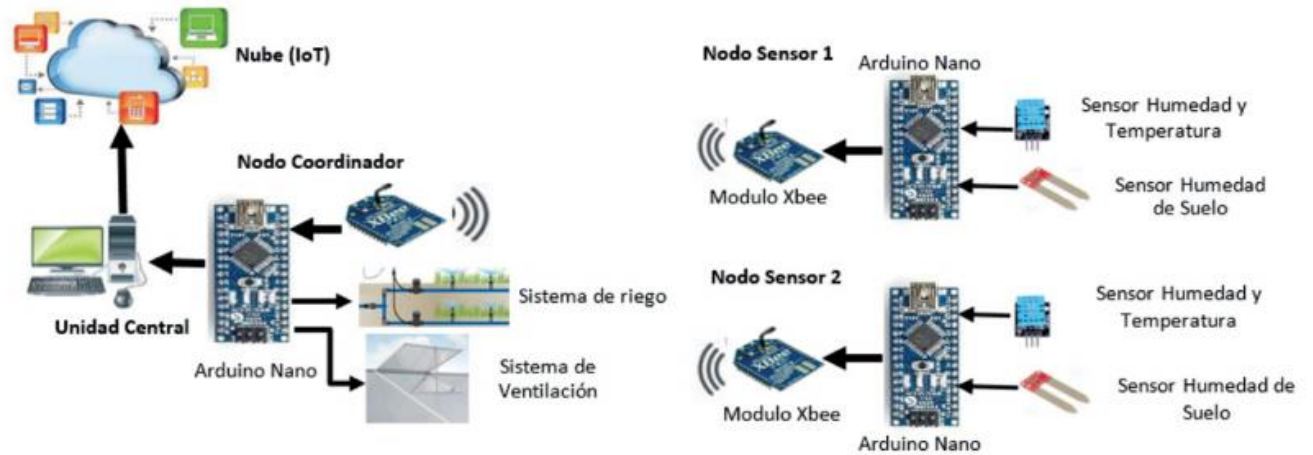 Nube (IoT)
Nodo Coordinador
Unidad Central
Arduino Nano
Sistema de riego
Sistema de
Ventilación
Nodo Sensor 1
Arduino Nano
Modulo Xbee
Sensor Humedad y
Temperatura
Sensor Humedad
de Suelo
Nodo Sensor 2
Modulo Xbee
Arduino Nano
Sensor Humedad y
Temperatura
Sensor Humedad de
Suelo